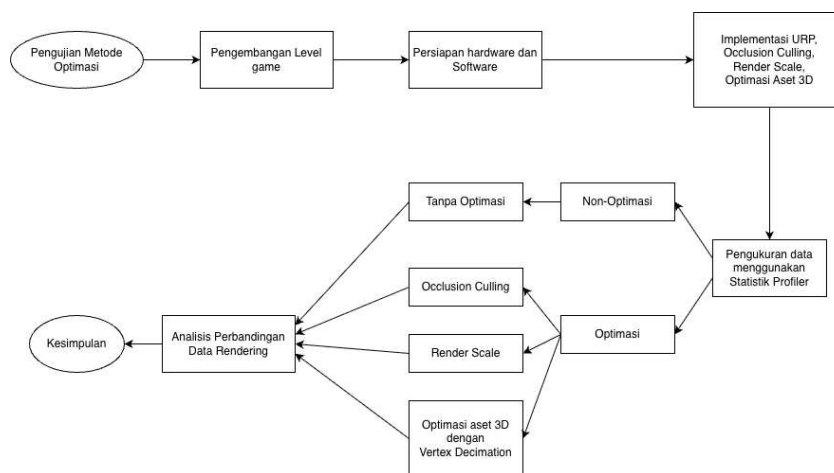 Pengujian Metode
Optimasi
Pengembangan Level
game
Persiapan hardware dan
Software
Implementasi URP,
Occlusion Culling,
Render Scale,
Optimasi Aset 3D
Pengukuran data
menggunakan
Statistik Profiler
Non-Optimasi
Tanpa Optimasi
Optimasi
Occlusion Culling
Render Scale
Optimasi aset 3D
dengan
Vertex Decimation
Analisis Perbandingan
Data Rendering
Kesimpulan